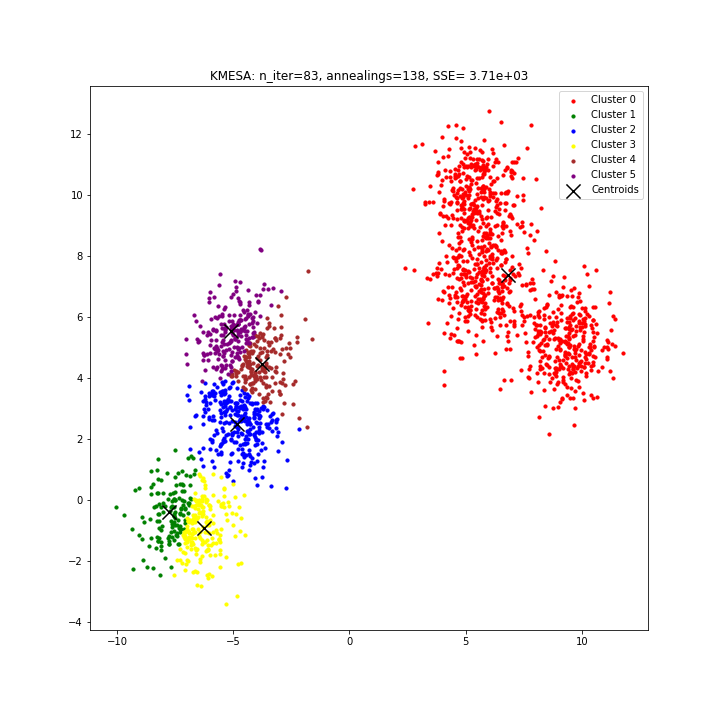 KMESA: n_iter=83, annealings=138, SSE= 3.71e+03
Cluster 0
Cluster 1
Cluster 2
Cluster 3
Cluster 4
Cluster 5
Centroids
12
10
8
6
4
2
0
−2
−4
−10 −5 0 5 10